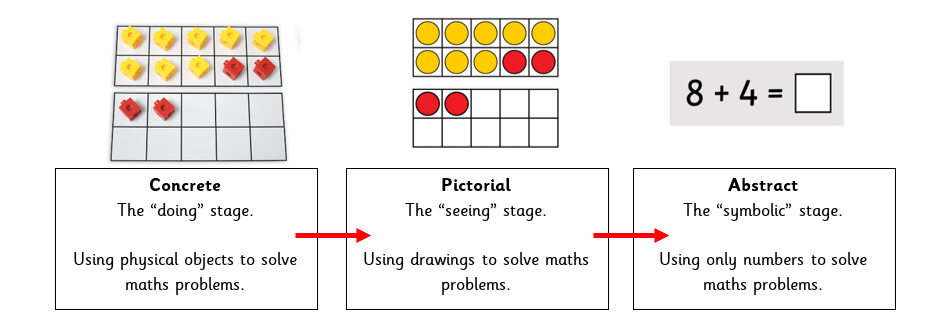 8 + 4 =
Concrete
The “doing” stage.
Using physical objects to solve
maths problems.
Pictorial
The “seeing” stage.
Using drawings to solve maths
problems.
Abstract
The “symbolic” stage.
Using only numbers to solve
maths problems.